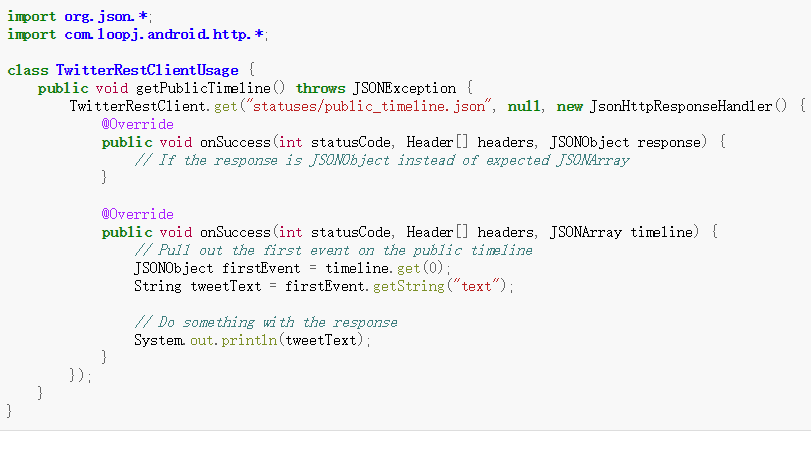 import org.json.*;
import com.loopj.android.http.*;

class TwitterRestClientUsage {
    public void getPublicTimeline() throws JSONException {
        TwitterRestClient.get("statuses/public_timeline.json", null, new JsonHttpResponseHandler() {
            @Override
            public void onSuccess(int statusCode, Header[] headers, JSONObject response) {
                // If the response is JSONObject instead of expected JSONArray
            }

            @Override
            public void onSuccess(int statusCode, Header[] headers, JSONArray timeline) {
                // Pull out the first event on the public timeline
                JSONObject firstEvent = timeline.get(0);
                String tweetText = firstEvent.getString("text");

                // Do something with the response
                System.out.println(tweetText);
            }
        });
    }
}